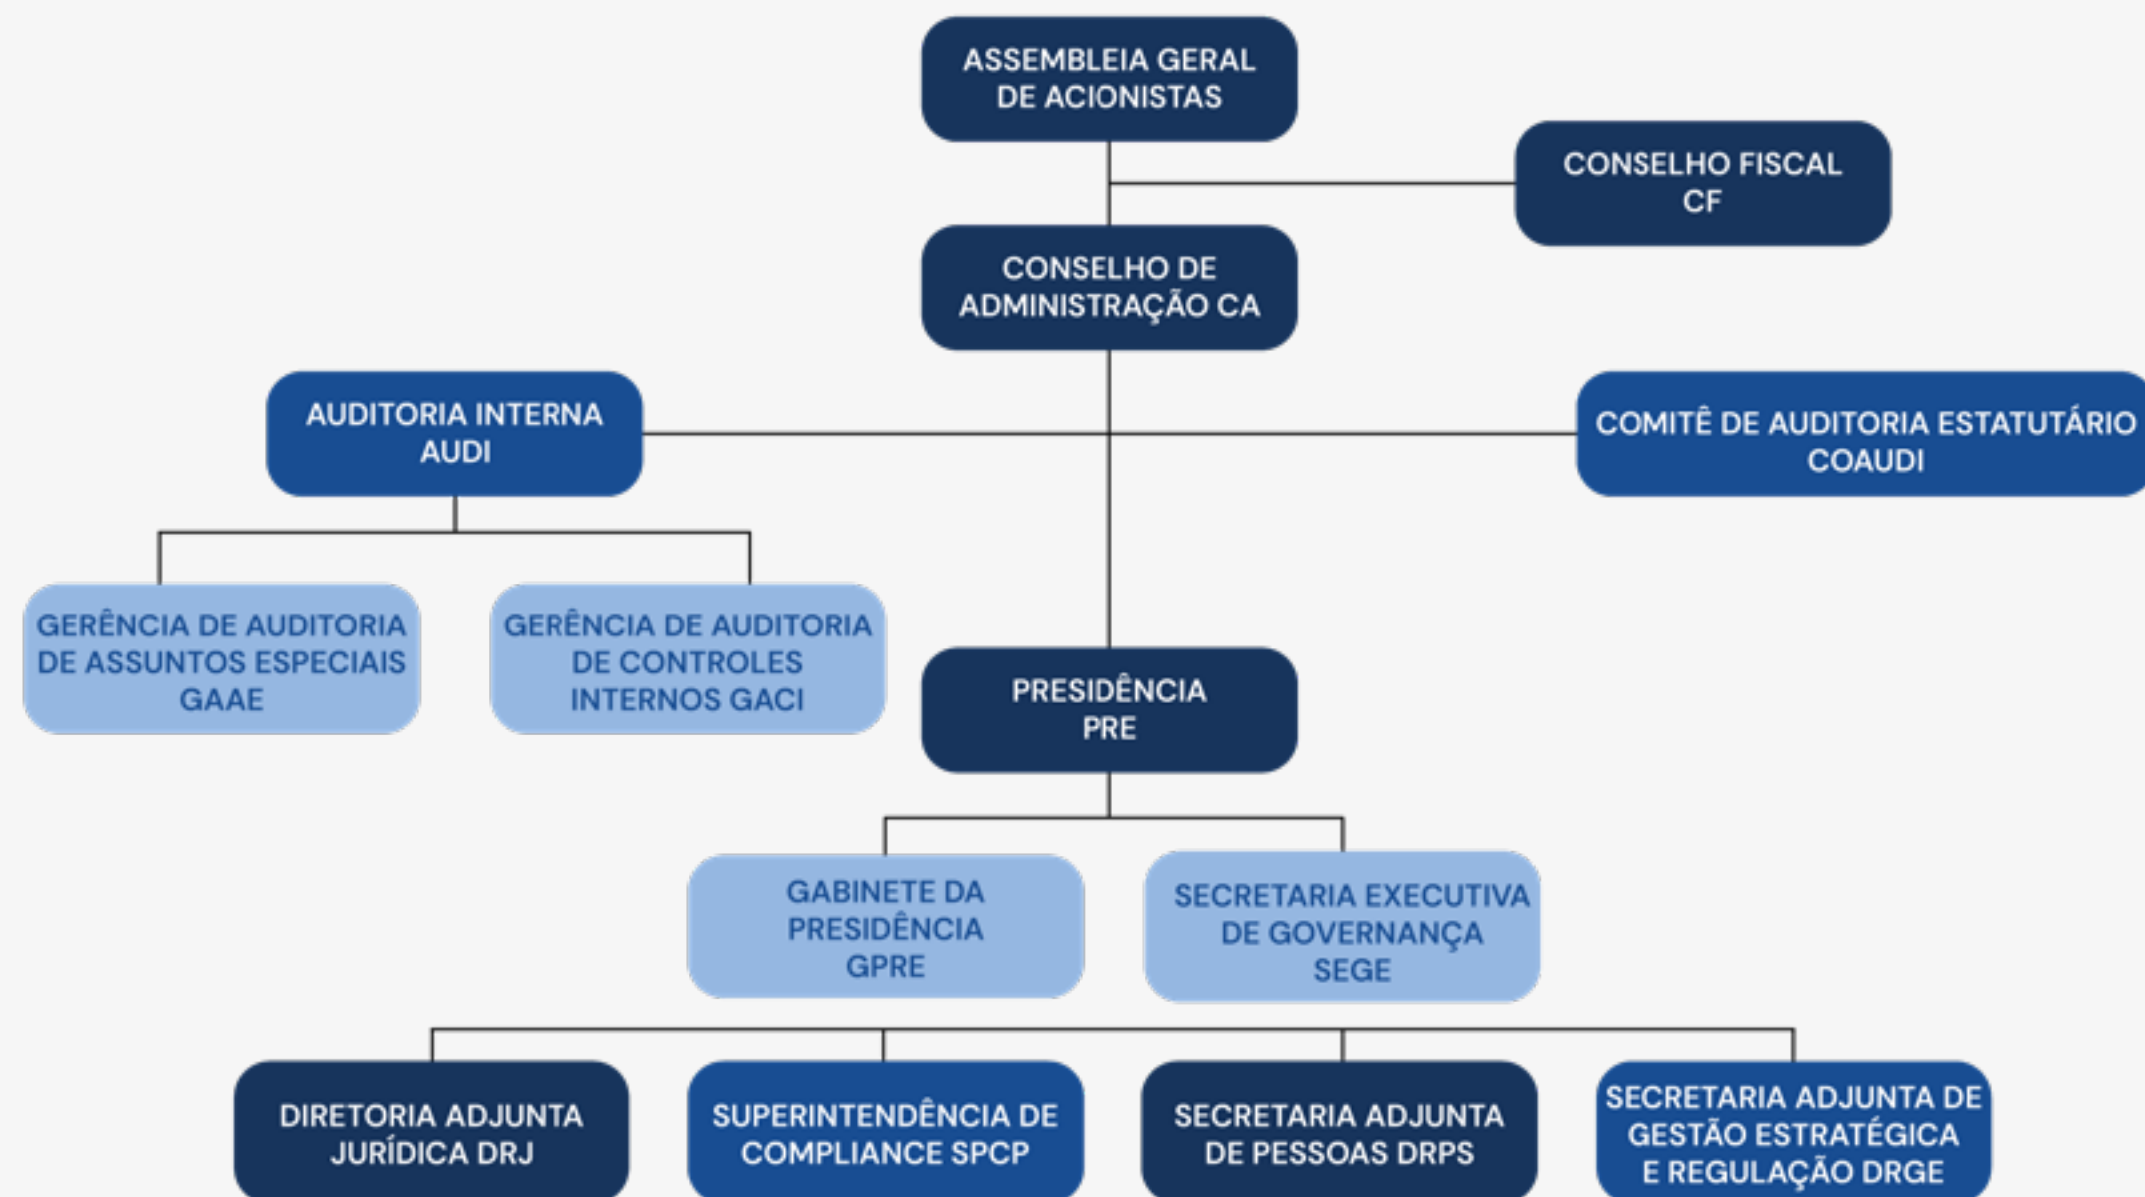 ASSEMBLEIA GERAL
DE ACIONISTAS
CONSELHO FISCAL
CF
CONSELHO DE
ADMINISTRAÇÃO CA
AUDITORIA INTERNA
AUDI
COMITÊ DE AUDITORIA ESTATUTÁRIO
COAUDI
GERÊNCIA DE AUDITORIA
DE ASSUNTOS ESPECIAIS
GAAE
GERÊNCIA DE AUDITORIA
DE CONTROLES
INTERNOS GACI
PRESIDÊNCIA
PRE
GABINETE DA
PRESIDÊNCIA
GPRE
SECRETARIA EXECUTIVA
DE GOVERNANÇA
SEGE
DIRETORIA ADJUNTA
JURÍDICA DRJ
SUPERINTENDÊNCIA DE
COMPLIANCE SPCP
SECRETARIA ADJUNTA
DE PESSOAS DRPS
SECRETARIA ADJUNTA DE
GESTÃO ESTRATÉGICA
E REGULAÇÃO DRGE